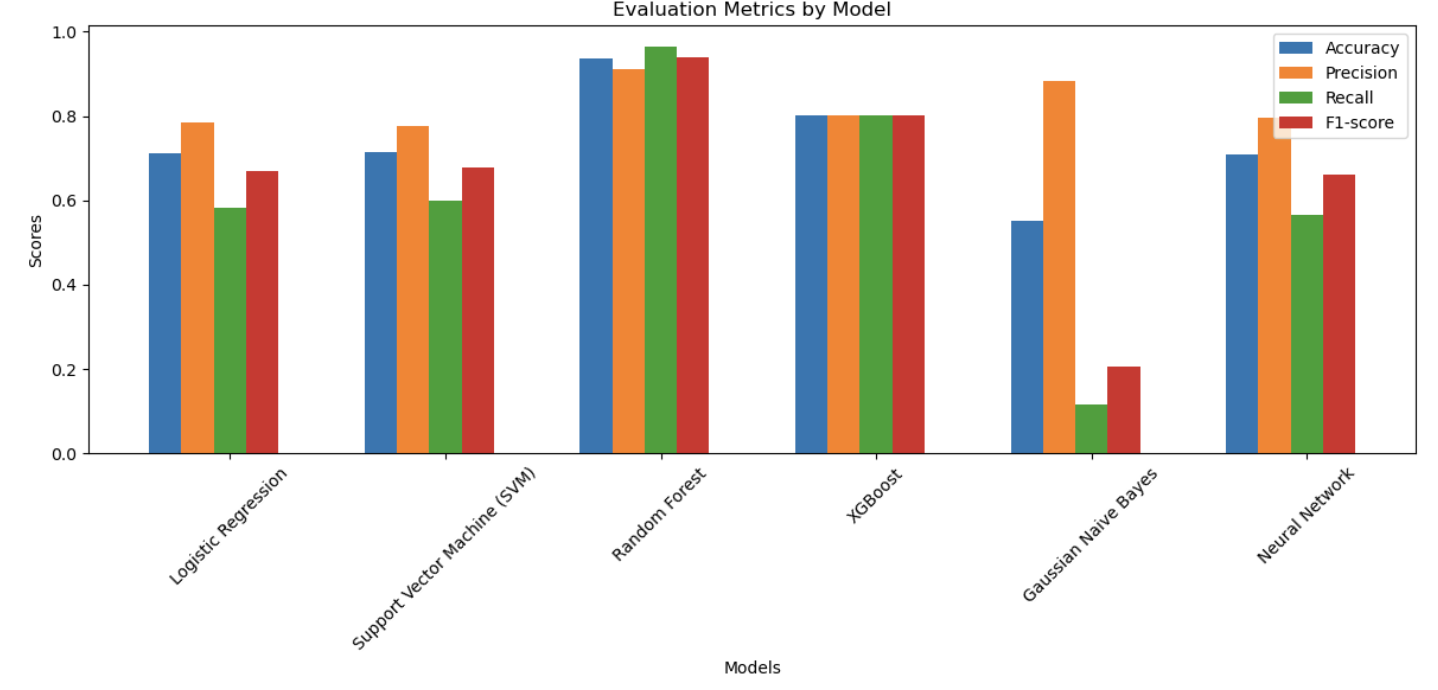 Evaluation Metrics by Model
1.0
0.8
0.6
0.4
0.2
0.0
Scores
Accuracy
Precision
Recall
F1-score
Logistic Regression
Support Vector Machine (SVM)
Random Forest
XGBoost
Gaussian Naive Bayes
Neural Network
Models